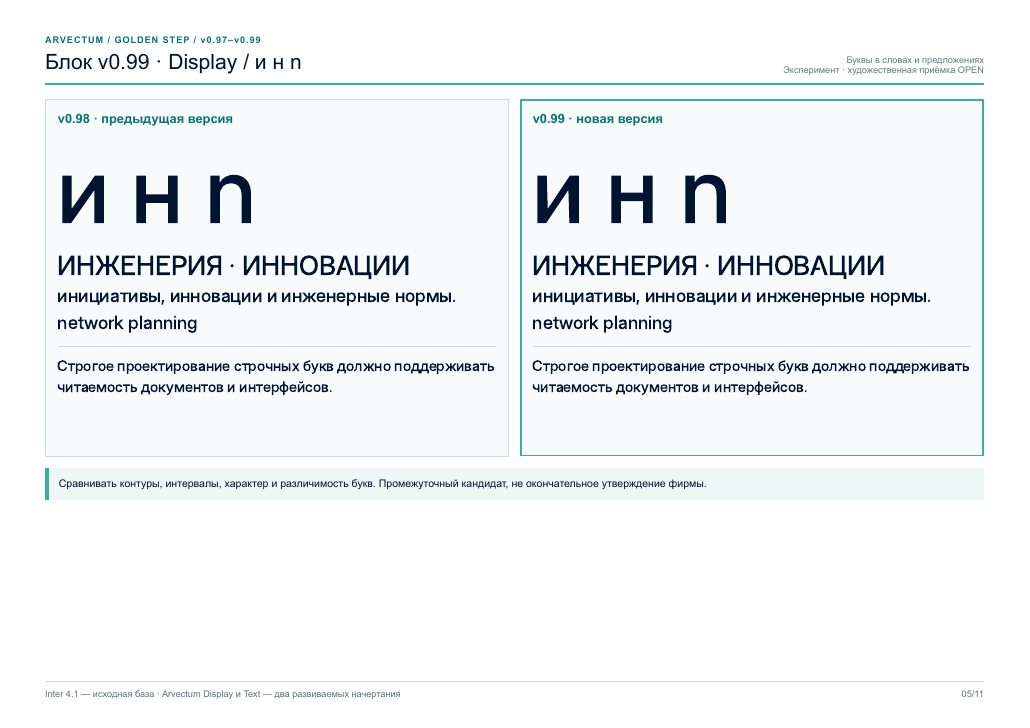 ARVECTUM / GOLDEN STEP / v0.97–v0.99
Блок v0.99 · Display / и н n
Буквы в словах и предложениях
Эксперимент · художественная приёмка OPEN
v0.98 · предыдущая версия
и н n
ИНЖЕНЕРИЯ · ИННОВАЦИИ
инициативы, инновации и инженерные нормы.
network planning
Строгое проектирование строчных букв должно поддерживать
читаемость документов и интерфейсов.
v0.99 · новая версия
и н n
ИНЖЕНЕРИЯ · ИННОВАЦИИ
инициативы, инновации и инженерные нормы.
network planning
Строгое проектирование строчных букв должно поддерживать
читаемость документов и интерфейсов.
Сравнивать контуры, интервалы, характер и различимость букв. Промежуточный кандидат, не окончательное утверждение фирмы.
Inter 4.1 — исходная база · Arvectum Display и Text — два развиваемых начертания
05/11